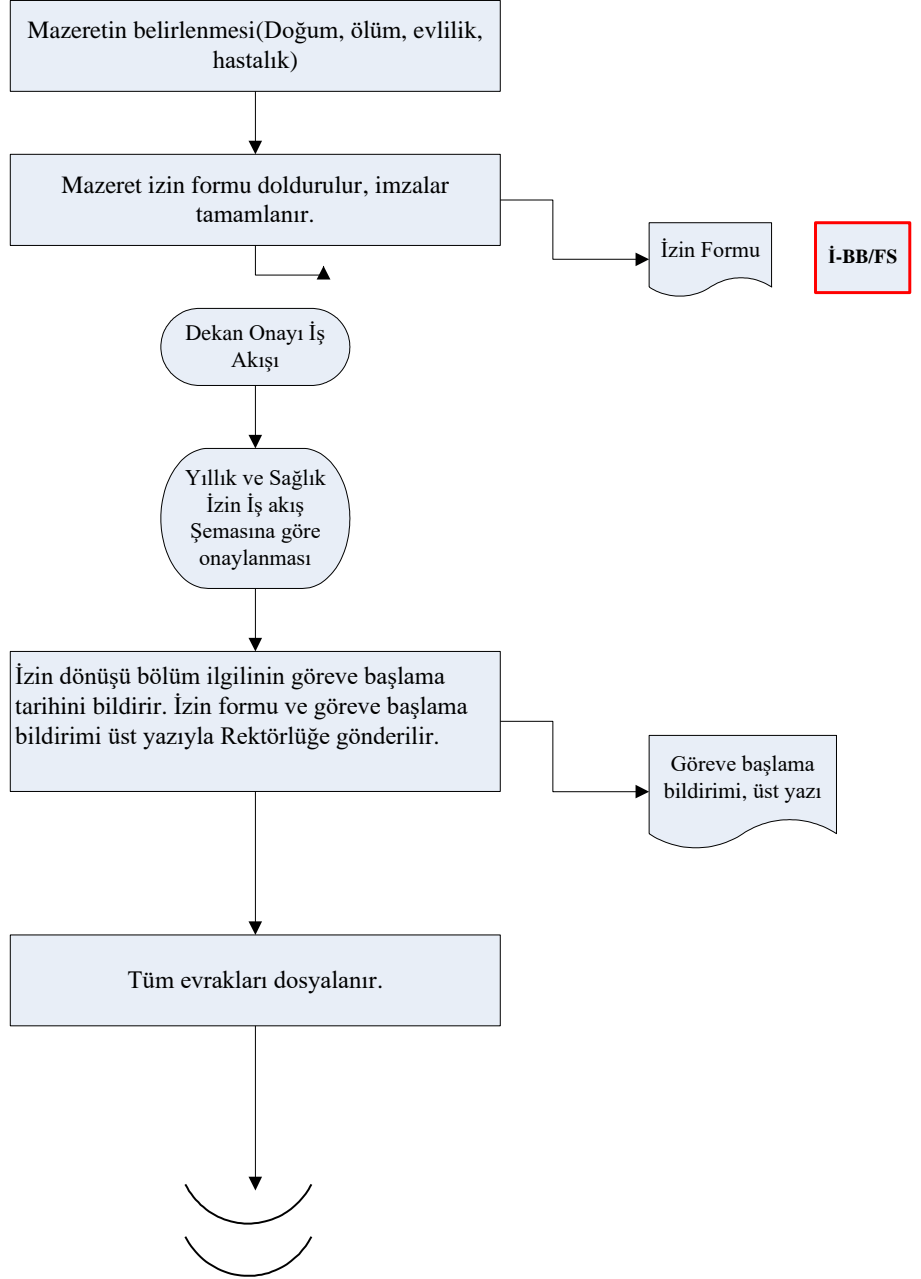 Mazeretin belirlenmesi(Doğum, ölüm, evlilik,
hastalık)
Mazeret izin formu doldurulur, imzalar
tamamlanır.
İzin Formu
İ-BB/FS
Dekan Onayı İş
Akışı
Yıllık ve Sağlık
İzin İş akış
Şemasına göre
onaylanması
İzin dönüşü bölüm ilgilinin göreve başlama
tarihini bildirir. İzin formu ve göreve başlama
bildirimi üst yazıyla Rektörlüğe gönderilir.
Göreve başlama
bildirimi, üst yazı
Tüm evrakları dosyalanır.